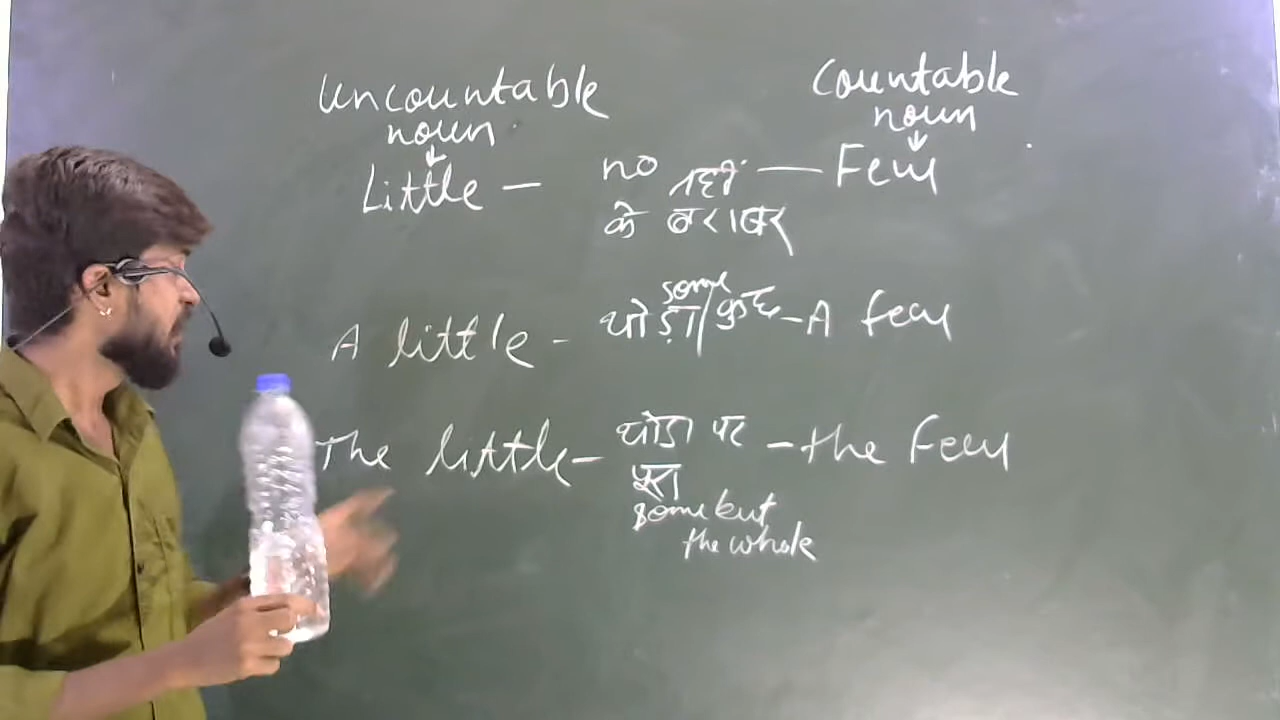 Uncountable noun
Countable noun
Little — no नहीं के बराबर — Few
A little - some थोड़ा/कुछ - A few
The little - थोड़ा पर पूरा - the Few
some but the whole